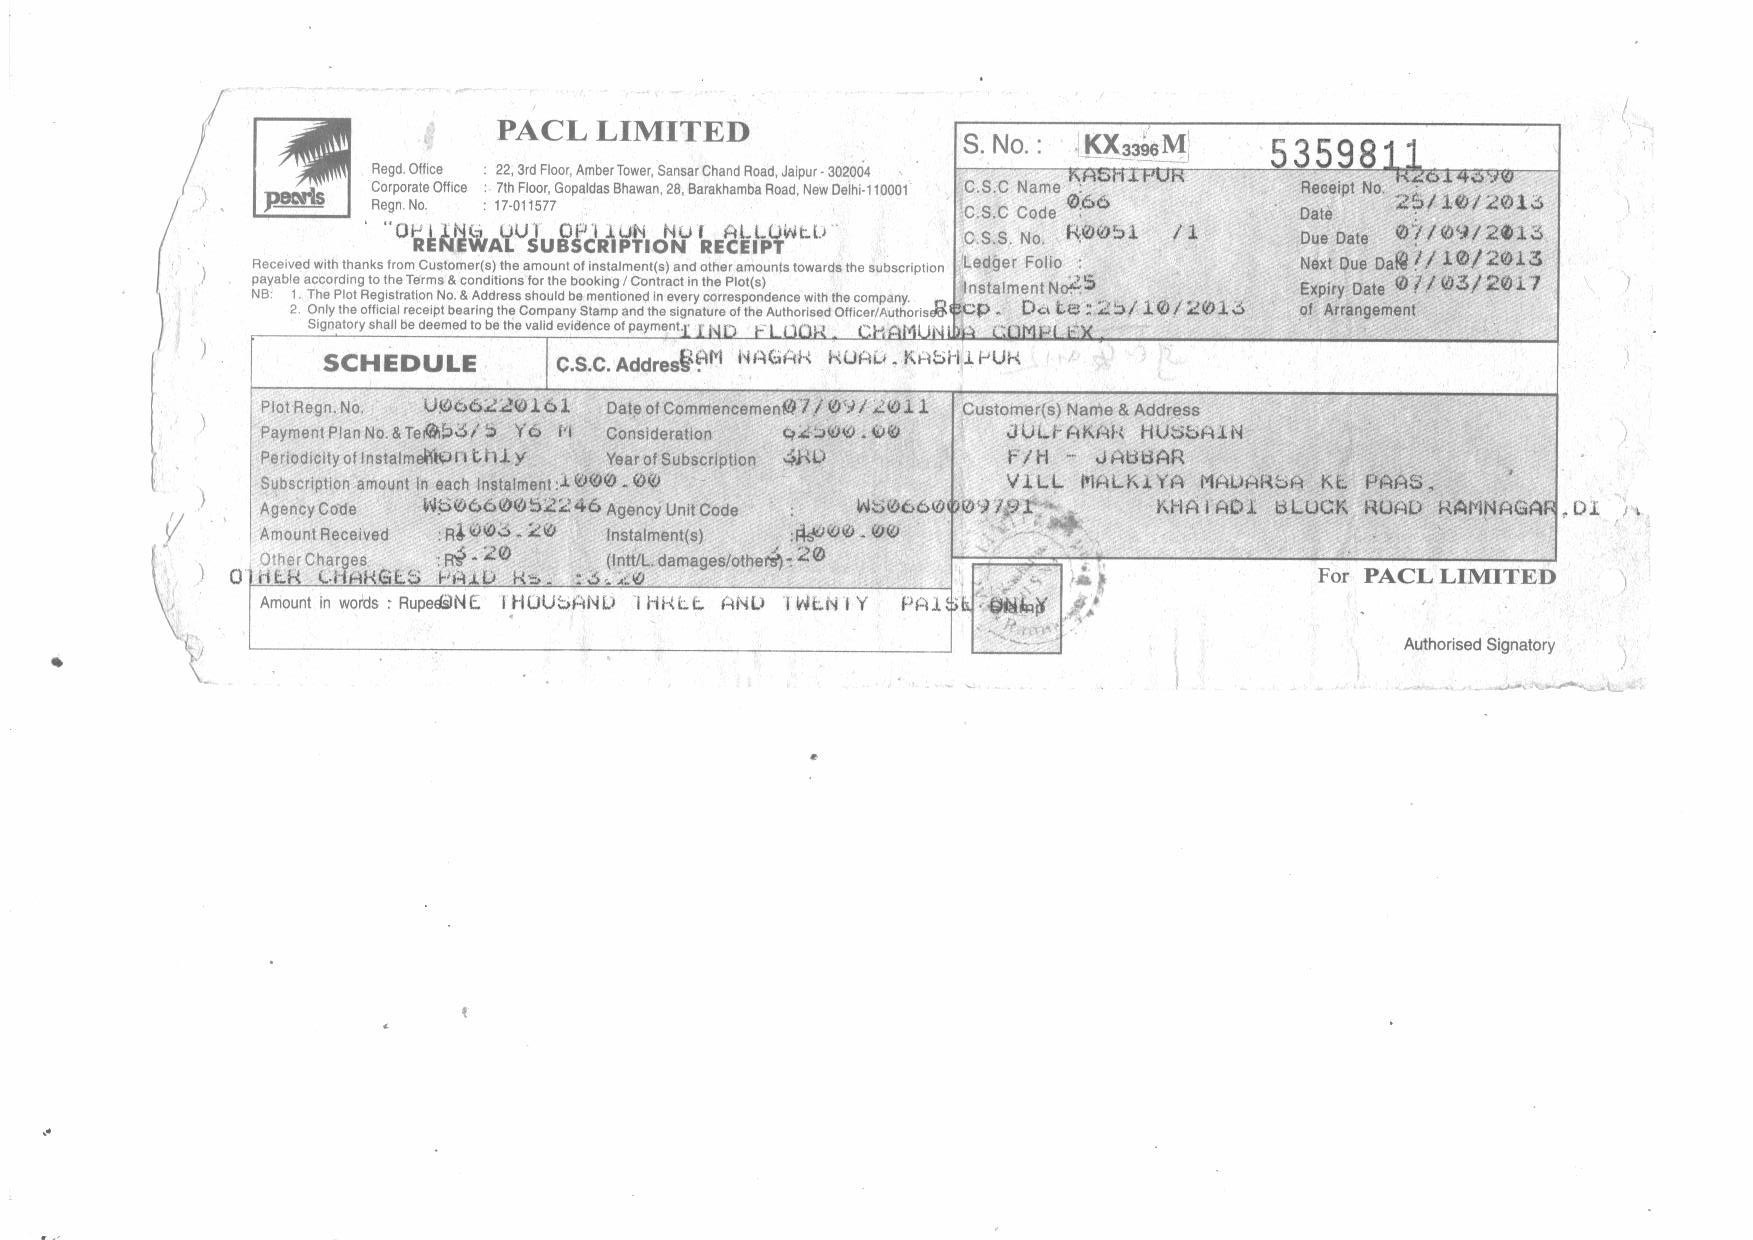 PACL LIMITED
pearls
Regd. Office : 22, 3rd Floor, Amber Tower, Sansar Chand Road, Jaipur - 302004
Corporate Office : 7th Floor, Gopaldas Bhawan, 28, Barakhamba Road, New Delhi-110001
Regn. No. : 17-011577
"OPTING OUT OPTION NOT ALLOWED"
RENEWAL SUBSCRIPTION RECEIPT
Received with thanks from Customer(s) the amount of instalment(s) and other amounts towards the subscription
payable according to the Terms & conditions for the booking / Contract in the Plot(s)
NB: 1. The Plot Registration No. & Address should be mentioned in every correspondence with the company.
2. Only the official receipt bearing the Company Stamp and the signature of the Authorised Officer/Authorised
Signatory shall be deemed to be the valid evidence of payment.
S. No. : KX3396M 5359811
C.S.C Name : KASHIPUR Receipt No. R2614390
C.S.C Code 066 Date : 25/10/2013
C.S.S. No. R0051 /1 Due Date 07/09/2013
Ledger Folio : Next Due Date 07/10/2013
Instalment No. 25 Expiry Date 07/03/2017
of Arrangement
Recp. Date:25/10/2013
IIND FLOOR, CHAMUNDA COMPLEX,
SCHEDULE C.S.C. Address : RAM NAGAR ROAD,KASHIPUR
Plot Regn. No. U066220161 Date of Commencement 07/09/2011
Payment Plan No. & Term 053/5 Y6 M Consideration 92500.00
Periodicity of Instalment Monthly Year of Subscription 3RD
Subscription amount in each Instalment : 1000.00
Agency Code WS0660052246 Agency Unit Code : WS0660009791
Amount Received : Rs 1003.20 Instalment(s) : Rs 1000.00
Other Charges : Rs 3.20 (Intt/L. damages/others) : 3.20
OTHER CHARGES PAID Rs. :3.20
Amount in words : Rupees ONE THOUSAND THREE AND TWENTY PAISE ONLY
Customer(s) Name & Address
JULFAKAR HUSSAIN
F/H - JABBAR
VILL MALKIYA MADARSA KE PAAS,
KHATADI BLOCK ROAD RAMNAGAR,DI
Stamp
For PACL LIMITED
Authorised Signatory